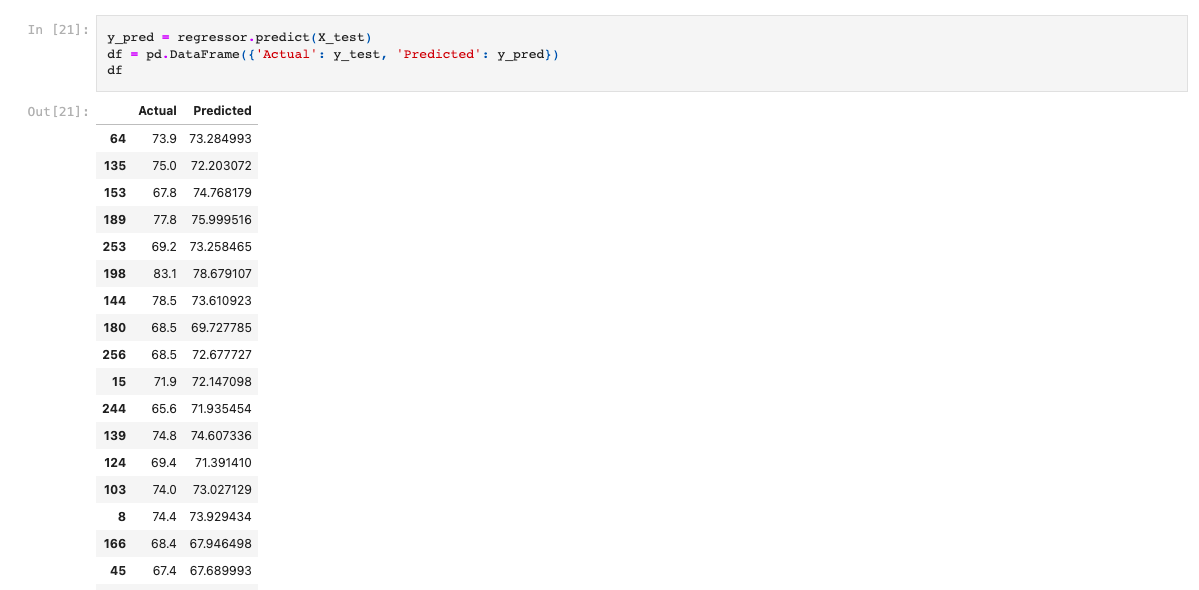 In [21]:
y_pred = regressor.predict(X_test)
df = pd.DataFrame({'Actual': y_test, 'Predicted': y_pred})
df
Out[21]:
Actual Predicted
64 73.9 73.284993
135 75.0 72.203072
153 67.8 74.768179
189 77.8 75.999516
253 69.2 73.258465
198 83.1 78.679107
144 78.5 73.610923
180 68.5 69.727785
256 68.5 72.677727
15 71.9 72.147098
244 65.6 71.935454
139 74.8 74.607336
124 69.4 71.391410
103 74.0 73.027129
8 74.4 73.929434
166 68.4 67.946498
45 67.4 67.689993